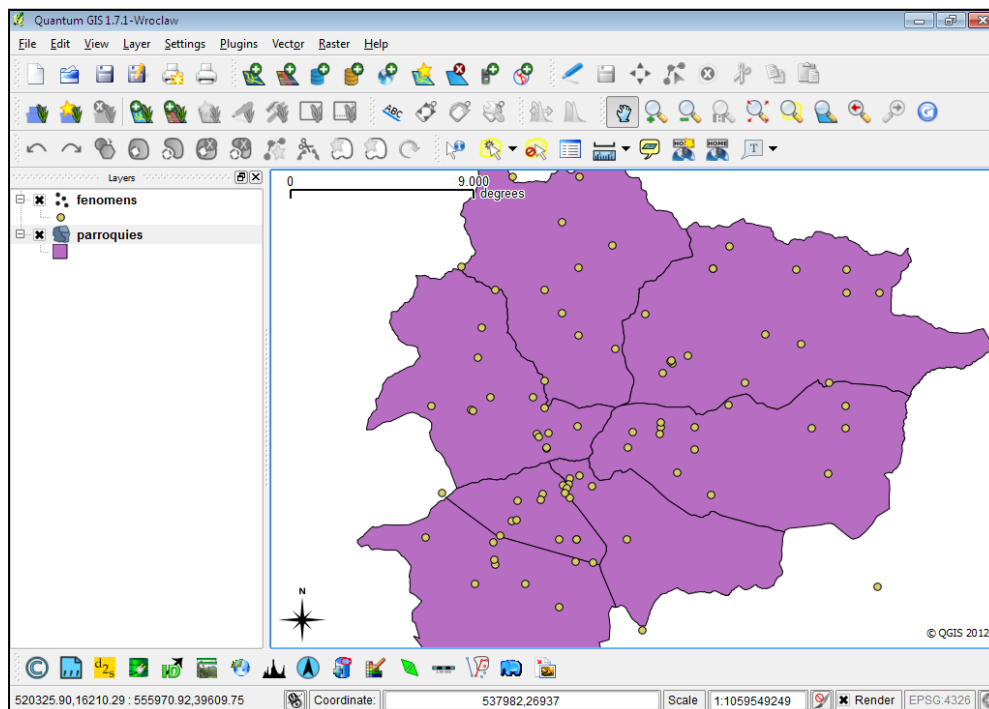 Quantum GIS 1.7.1-Wroclaw
File Edit View Layer Settings Plugins Vector Raster Help
ABC
T
Layers
fenomens
parroquies
0 9.000
degrees
N
© QGIS 2012
520325.90,16210.29 : 555970.92,39609.75 Coordinate: 537982,26937 Scale 1:1059549249 Render EPSG:4326